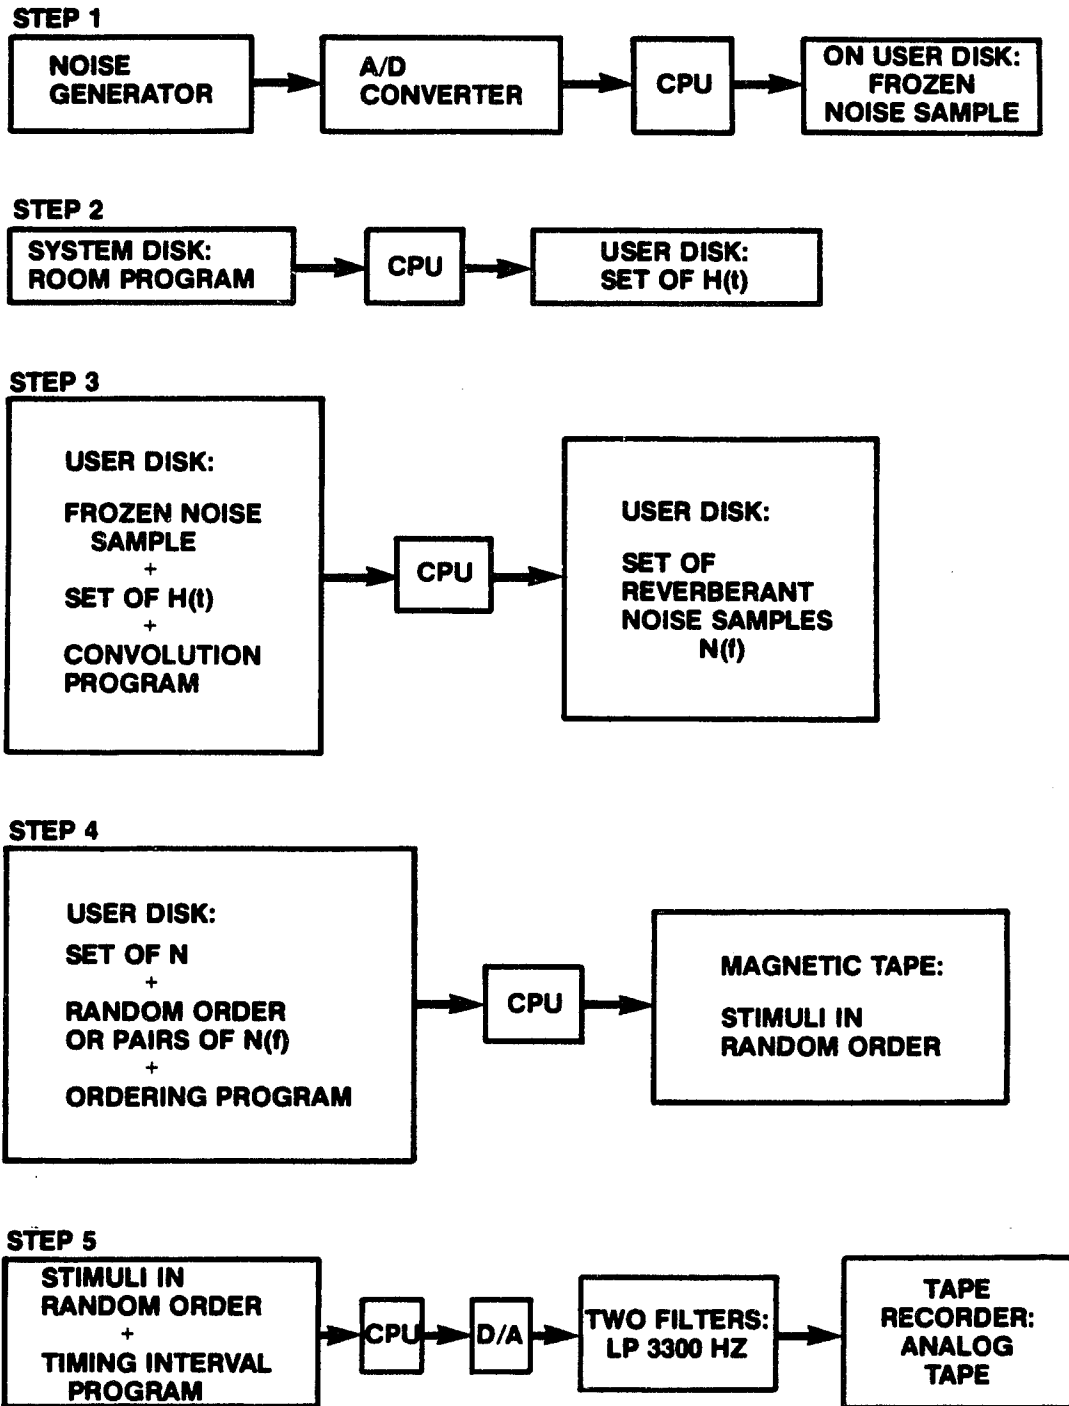 STEP 1
NOISE
GENERATOR
A/D
CONVERTER
CPU
ON USER DISK:
FROZEN
NOISE SAMPLE
STEP 2
SYSTEM DISK:
ROOM PROGRAM
CPU
USER DISK:
SET OF H(t)
STEP 3
USER DISK:
FROZEN NOISE
SAMPLE
+
SET OF H(t)
+
CONVOLUTION
PROGRAM
CPU
USER DISK:
SET OF
REVERBERANT
NOISE SAMPLES
N(f)
STEP 4
USER DISK:
SET OF N
+
RANDOM ORDER
OR PAIRS OF N(f)
+
ORDERING PROGRAM
CPU
MAGNETIC TAPE:
STIMULI IN
RANDOM ORDER
STEP 5
STIMULI IN
RANDOM ORDER
+
TIMING INTERVAL
PROGRAM
CPU
D/A
TWO FILTERS:
LP 3300 HZ
TAPE
RECORDER:
ANALOG
TAPE